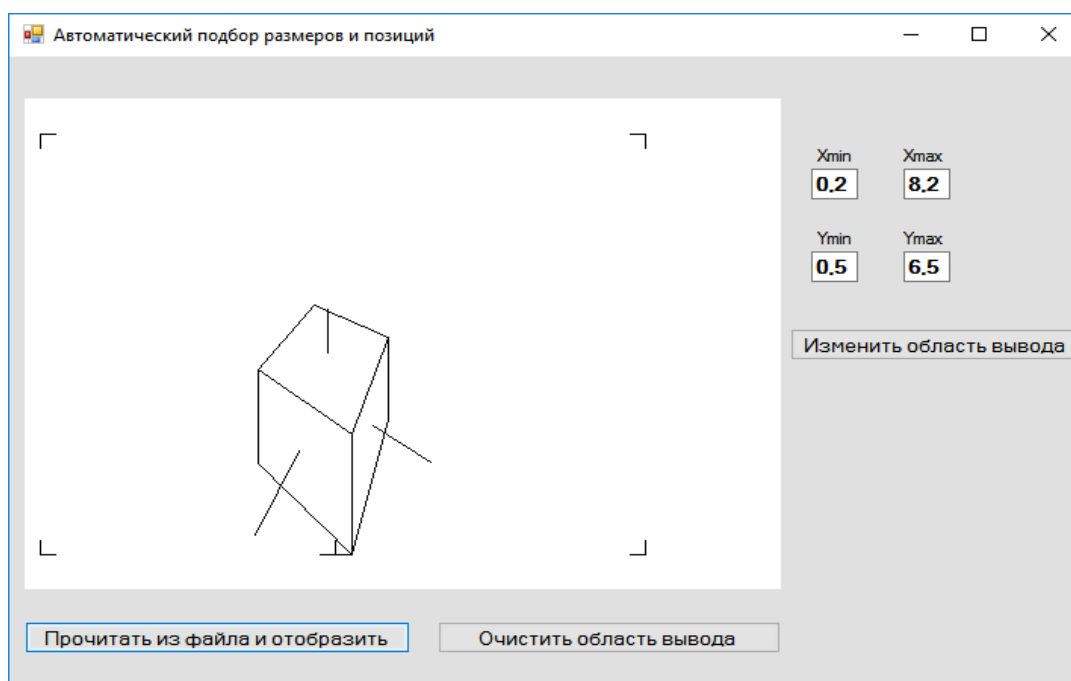 Автоматический подбор размеров и позиций
Xmin Xmax
0.2 8.2
Ymin Ymax
0.5 6.5
Изменить область вывода
Прочитать из файла и отобразить Очистить область вывода